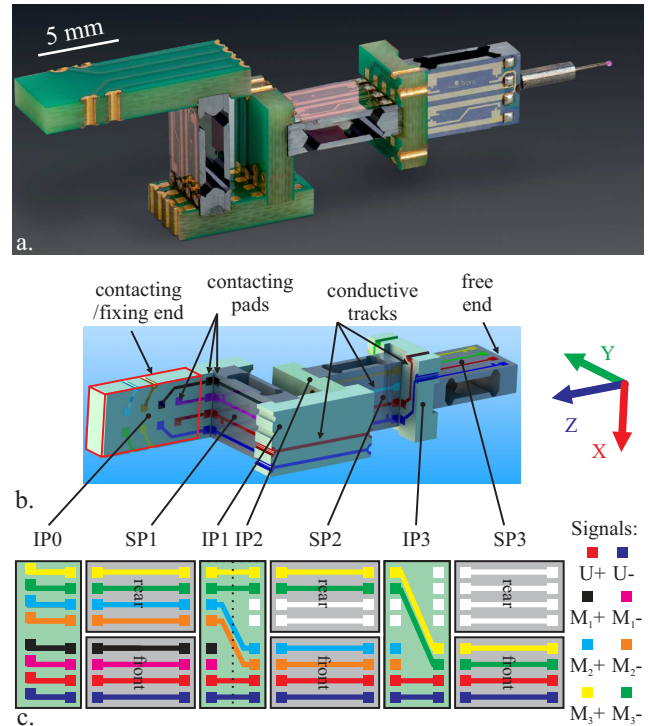 5 mm
a.
contacting
/fixing end
contacting
pads
conductive
tracks
free
end
Y
Z
X
b.
IP0 SP1 IP1 IP2 SP2 IP3 SP3
rear rear rear
front front front
c.
Signals:
U+ U-
M₁+ M₁-
M₂+ M₂-
M₃+ M₃-